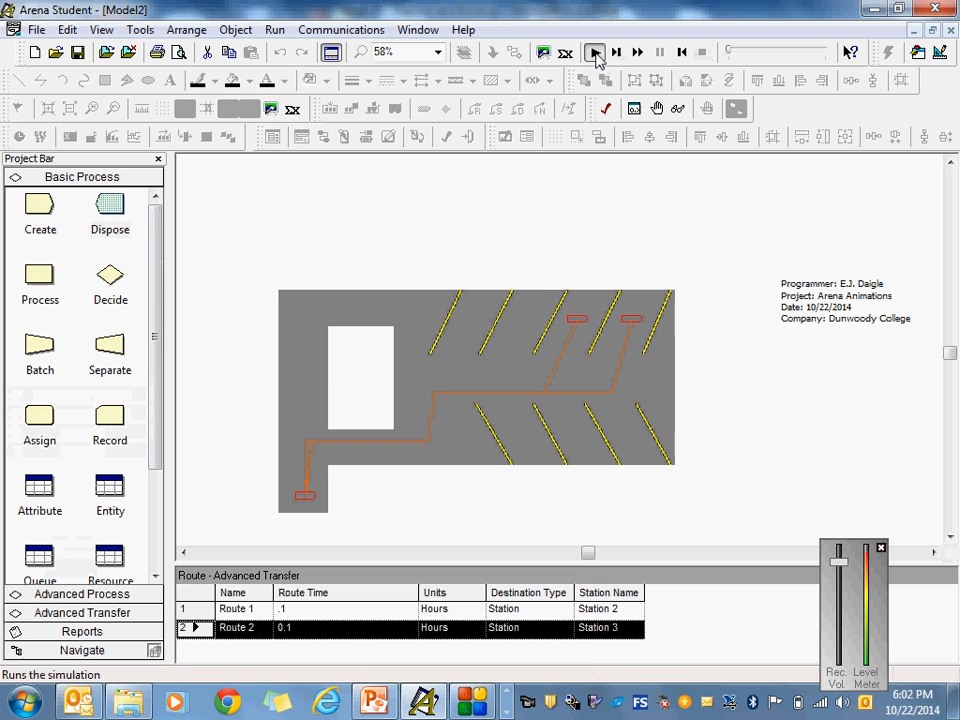 Arena Student - [Model2]
File Edit View Tools Arrange Object Run Communications Window Help
58%
Project Bar
Basic Process
Create Dispose
Process Decide
Batch Separate
Assign Record
Attribute Entity
Queue Resource
Advanced Process
Advanced Transfer
Reports
Navigate
Programmer: E.J. Daigle
Project: Arena Animations
Date: 10/22/2014
Company: Dunwoody College
Route - Advanced Transfer
Name Route Time Units Destination Type Station Name
1 Route 1 .1 Hours Station Station 2
2 Route 2 0.1 Hours Station Station 3
Rec. Vol. Level Meter
Runs the simulation
FS
6:02 PM
10/22/2014